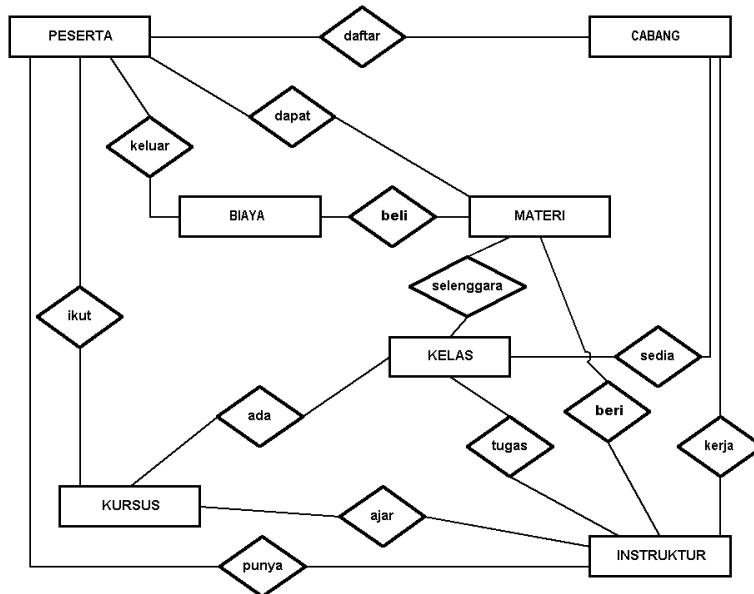 PESERTA
daftar
CABANG
dapat
keluar
BIAYA
beli
MATERI
selenggara
ikut
KELAS
sedia
ada
beri
tugas
kerja
KURSUS
ajar
INSTRUKTUR
punya